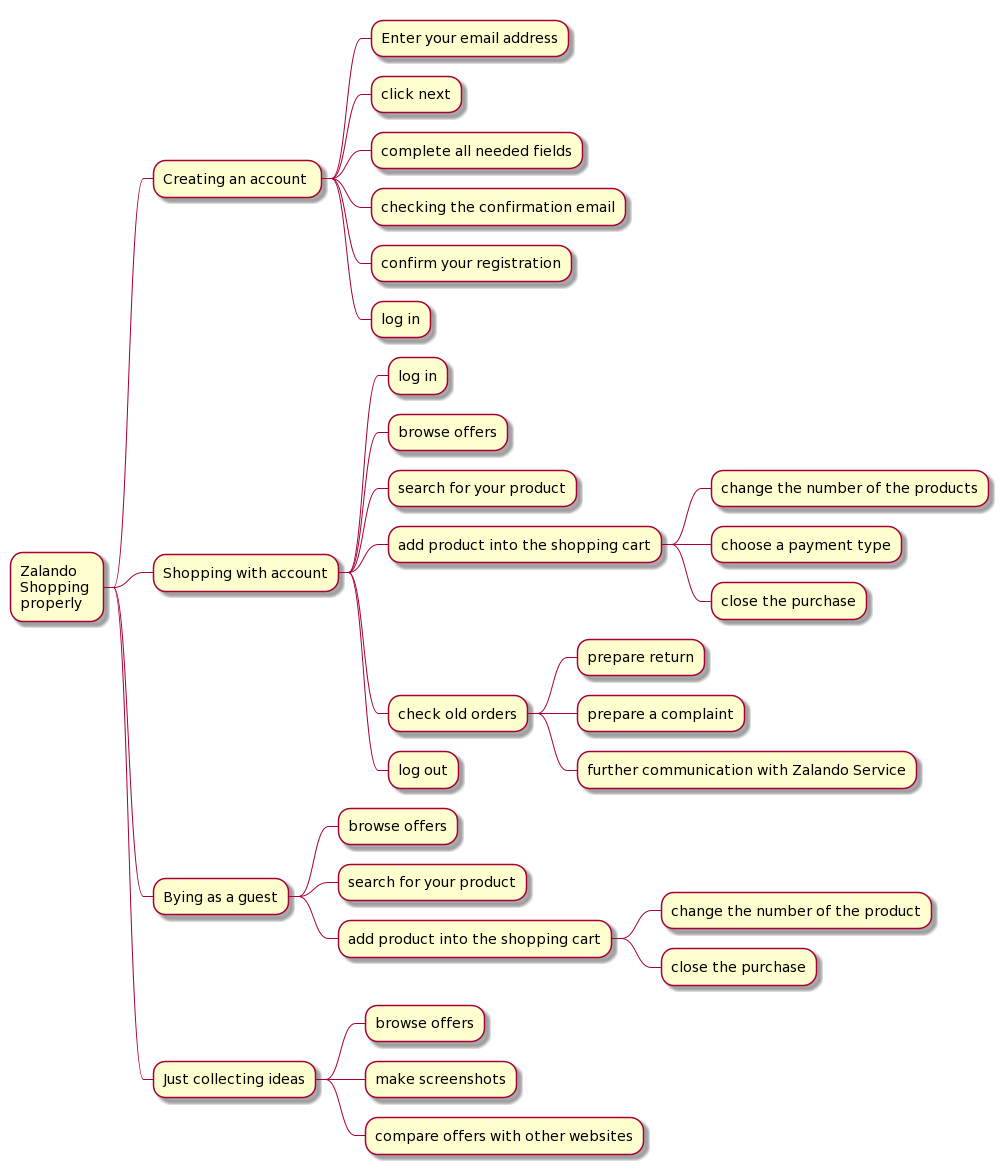 Enter your email address
click next
complete all needed fields
Creating an account
checking the confirmation email
confirm your registration
log in
log in
browse offers
search for your product
change the number of the products
add product into the shopping cart
choose a payment type
close the purchase
Zalando
Shopping
properly
Shopping with account
prepare return
check old orders
prepare a complaint
further communication with Zalando Service
log out
browse offers
search for your product
Bying as a guest
add product into the shopping cart
change the number of the product
close the purchase
browse offers
Just collecting ideas
make screenshots
compare offers with other websites